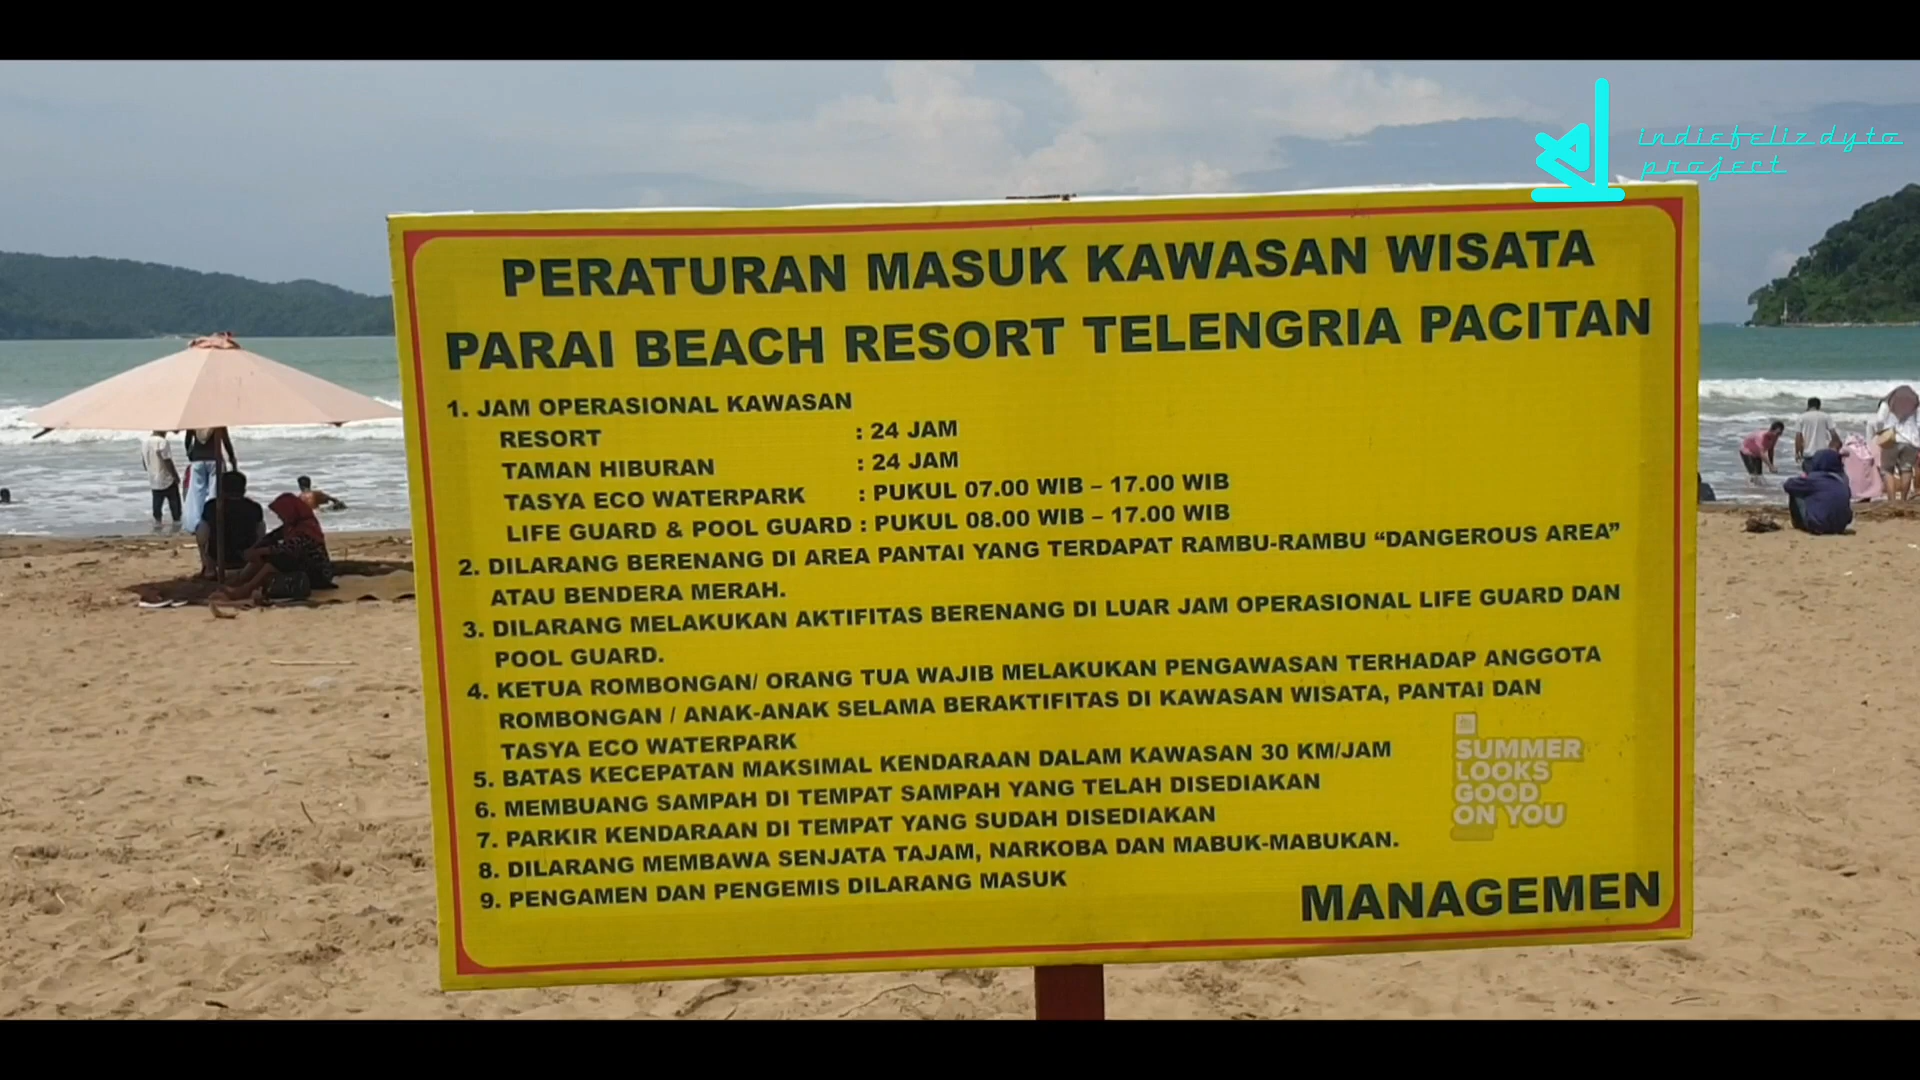 indiefeliz dyto
project
PERATURAN MASUK KAWASAN WISATA
PARAI BEACH RESORT TELENGRIA PACITAN
1. JAM OPERASIONAL KAWASAN
RESORT : 24 JAM
TAMAN HIBURAN : 24 JAM
TASYA ECO WATERPARK : PUKUL 07.00 WIB – 17.00 WIB
LIFE GUARD & POOL GUARD : PUKUL 08.00 WIB – 17.00 WIB
2. DILARANG BERENANG DI AREA PANTAI YANG TERDAPAT RAMBU-RAMBU “DANGEROUS AREA”
ATAU BENDERA MERAH.
3. DILARANG MELAKUKAN AKTIFITAS BERENANG DI LUAR JAM OPERASIONAL LIFE GUARD DAN
POOL GUARD.
4. KETUA ROMBONGAN/ ORANG TUA WAJIB MELAKUKAN PENGAWASAN TERHADAP ANGGOTA
ROMBONGAN / ANAK-ANAK SELAMA BERAKTIFITAS DI KAWASAN WISATA, PANTAI DAN
TASYA ECO WATERPARK
5. BATAS KECEPATAN MAKSIMAL KENDARAAN DALAM KAWASAN 30 KM/JAM
6. MEMBUANG SAMPAH DI TEMPAT SAMPAH YANG TELAH DISEDIAKAN
7. PARKIR KENDARAAN DI TEMPAT YANG SUDAH DISEDIAKAN
8. DILARANG MEMBAWA SENJATA TAJAM, NARKOBA DAN MABUK-MABUKAN.
9. PENGAMEN DAN PENGEMIS DILARANG MASUK
SUMMER
LOOKS
GOOD
ON YOU
MANAGEMEN